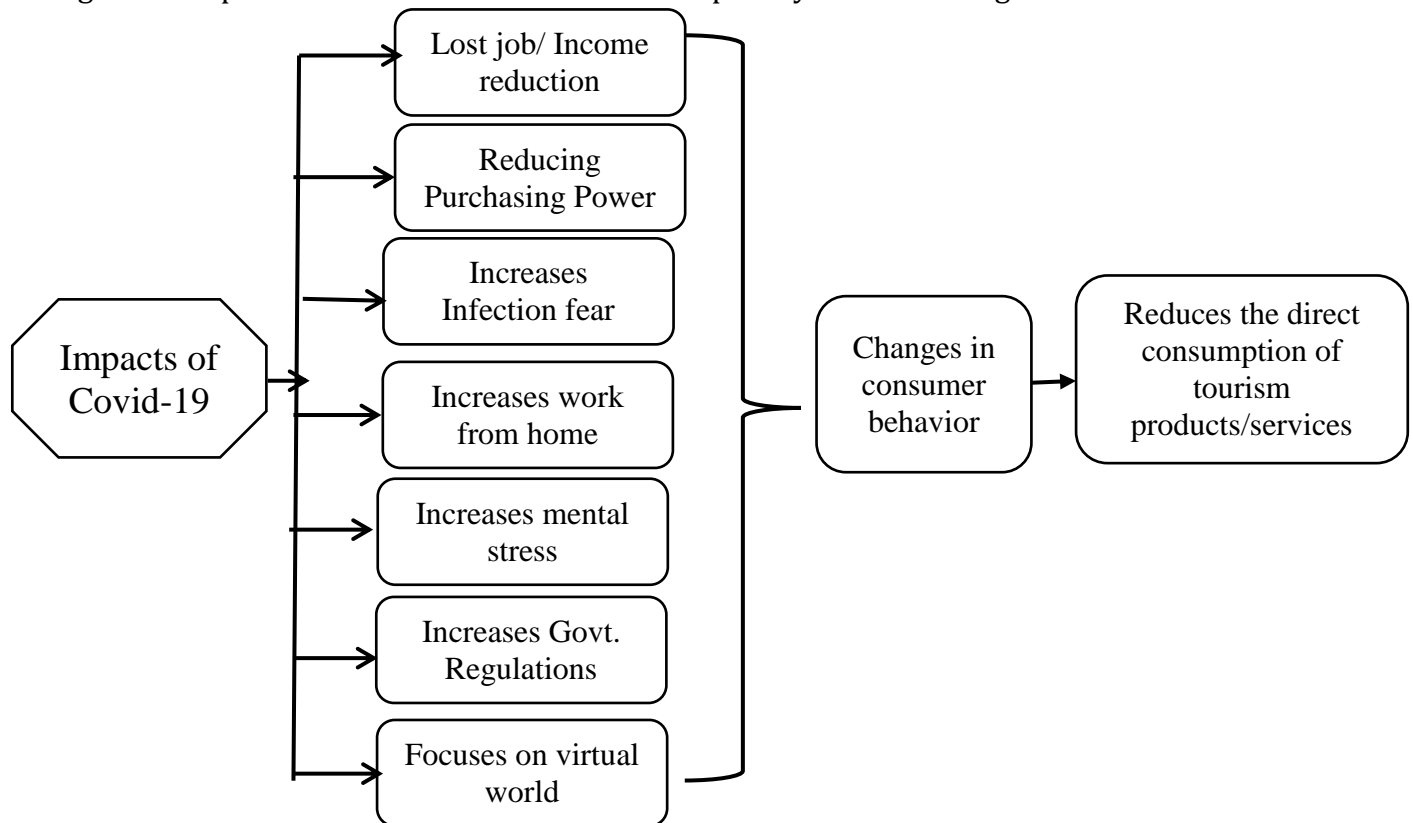 Impacts of
Covid-19
Lost job/ Income
reduction
Reducing
Purchasing Power
Increases
Infection fear
Increases work
from home
Increases mental
stress
Increases Govt.
Regulations
Focuses on virtual
world
Changes in
consumer
behavior
Reduces the direct
consumption of
tourism
products/services